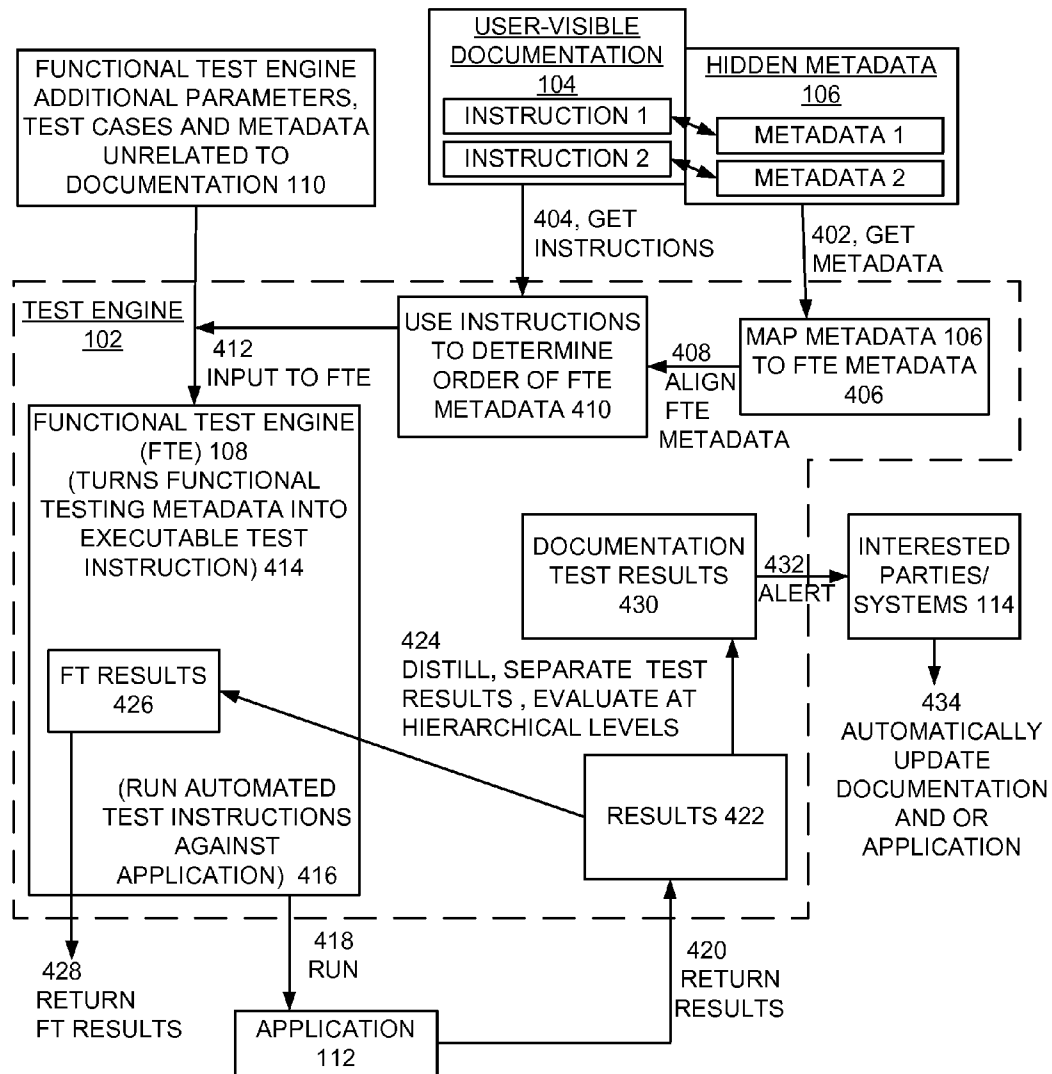 FUNCTIONAL TEST ENGINE
ADDITIONAL PARAMETERS,
TEST CASES AND METADATA
UNRELATED TO
DOCUMENTATION 110
USER-VISIBLE
DOCUMENTATION
104
INSTRUCTION 1
INSTRUCTION 2
HIDDEN METADATA
106
METADATA 1
METADATA 2
404, GET
INSTRUCTIONS
402, GET
METADATA
TEST ENGINE
102
412
INPUT TO FTE
USE INSTRUCTIONS
TO DETERMINE
ORDER OF FTE
METADATA 410
408
ALIGN
FTE
METADATA
MAP METADATA 106
TO FTE METADATA
406
FUNCTIONAL TEST ENGINE
(FTE) 108
(TURNS FUNCTIONAL
TESTING METADATA INTO
EXECUTABLE TEST
INSTRUCTION) 414
DOCUMENTATION
TEST RESULTS
430
432
ALERT
INTERESTED
PARTIES/
SYSTEMS 114
424
DISTILL, SEPARATE TEST
RESULTS , EVALUATE AT
HIERARCHICAL LEVELS
FT RESULTS
426
434
AUTOMATICALLY
UPDATE
DOCUMENTATION
AND OR
APPLICATION
(RUN AUTOMATED
TEST INSTRUCTIONS
AGAINST
APPLICATION) 416
RESULTS 422
428
RETURN
FT RESULTS
418
RUN
420
RETURN
RESULTS
APPLICATION
112